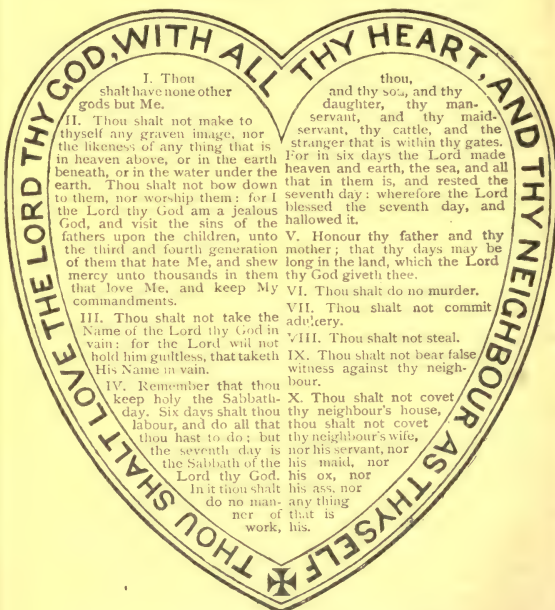 THOU SHALT LOVE THE LORD THY GOD, WITH ALL THY HEART, AND THY NEIGHBOUR AS THYSELF
I. Thou
shalt have none other
gods but Me.
II. Thou shalt not make to
thyself any graven image, nor
the likeness of any thing that is
in heaven above, or in the earth
beneath, or in the water under the
earth. Thou shalt not bow down
to them, nor worship them: for I
the Lord thy God am a jealous
God, and visit the sins of the
fathers upon the children, unto
the third and fourth generation
of them that hate Me, and shew
mercy unto thousands in them
that love Me, and keep My
commandments.
III. Thou shalt not take the
Name of the Lord thy God in
vain: for the Lord will not
hold him guiltless, that taketh
His Name in vain.
IV. Remember that thou
keep holy the Sabbath-
day. Six days shalt thou
labour, and do all that
thou hast to do; but
the seventh day is
the Sabbath of the
Lord thy God.
In it thou shalt
do no man-
ner of
work,
thou,
and thy son, and thy
daughter, thy man-
servant, and thy maid-
servant, thy cattle, and the
stranger that is within thy gates.
For in six days the Lord made
heaven and earth, the sea, and all
that in them is, and rested the
seventh day: wherefore the Lord
blessed the seventh day, and
hallowed it.
V. Honour thy father and thy
mother; that thy days may be
long in the land, which the Lord
thy God giveth thee.
VI. Thou shalt do no murder.
VII. Thou shalt not commit
adultery.
VIII. Thou shalt not steal.
IX. Thou shalt not bear false
witness against thy neigh-
bour.
X. Thou shalt not covet
thy neighbour's house,
thou shalt not covet
thy neighbour's wife,
nor his servant, nor
his maid, nor
his ox, nor
his ass, nor
any thing
that is
his.